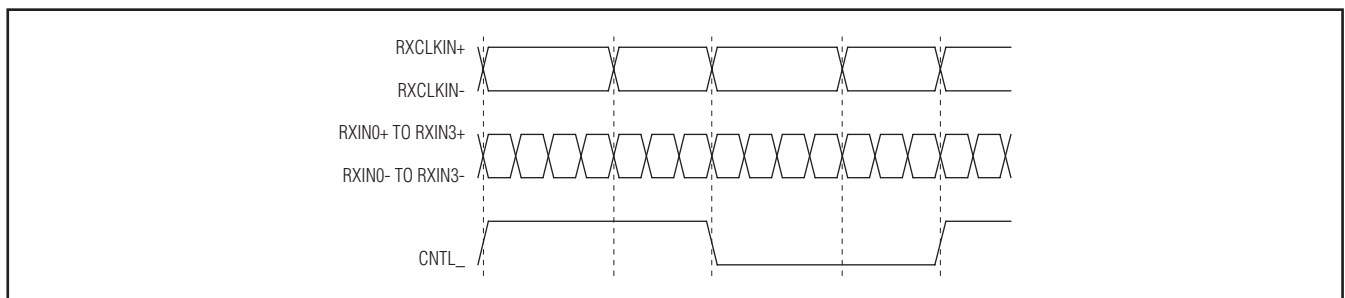 RXCLKIN+
RXCLKIN-
RXIN0+ TO RXIN3+
RXIN0- TO RXIN3-
CNTL_